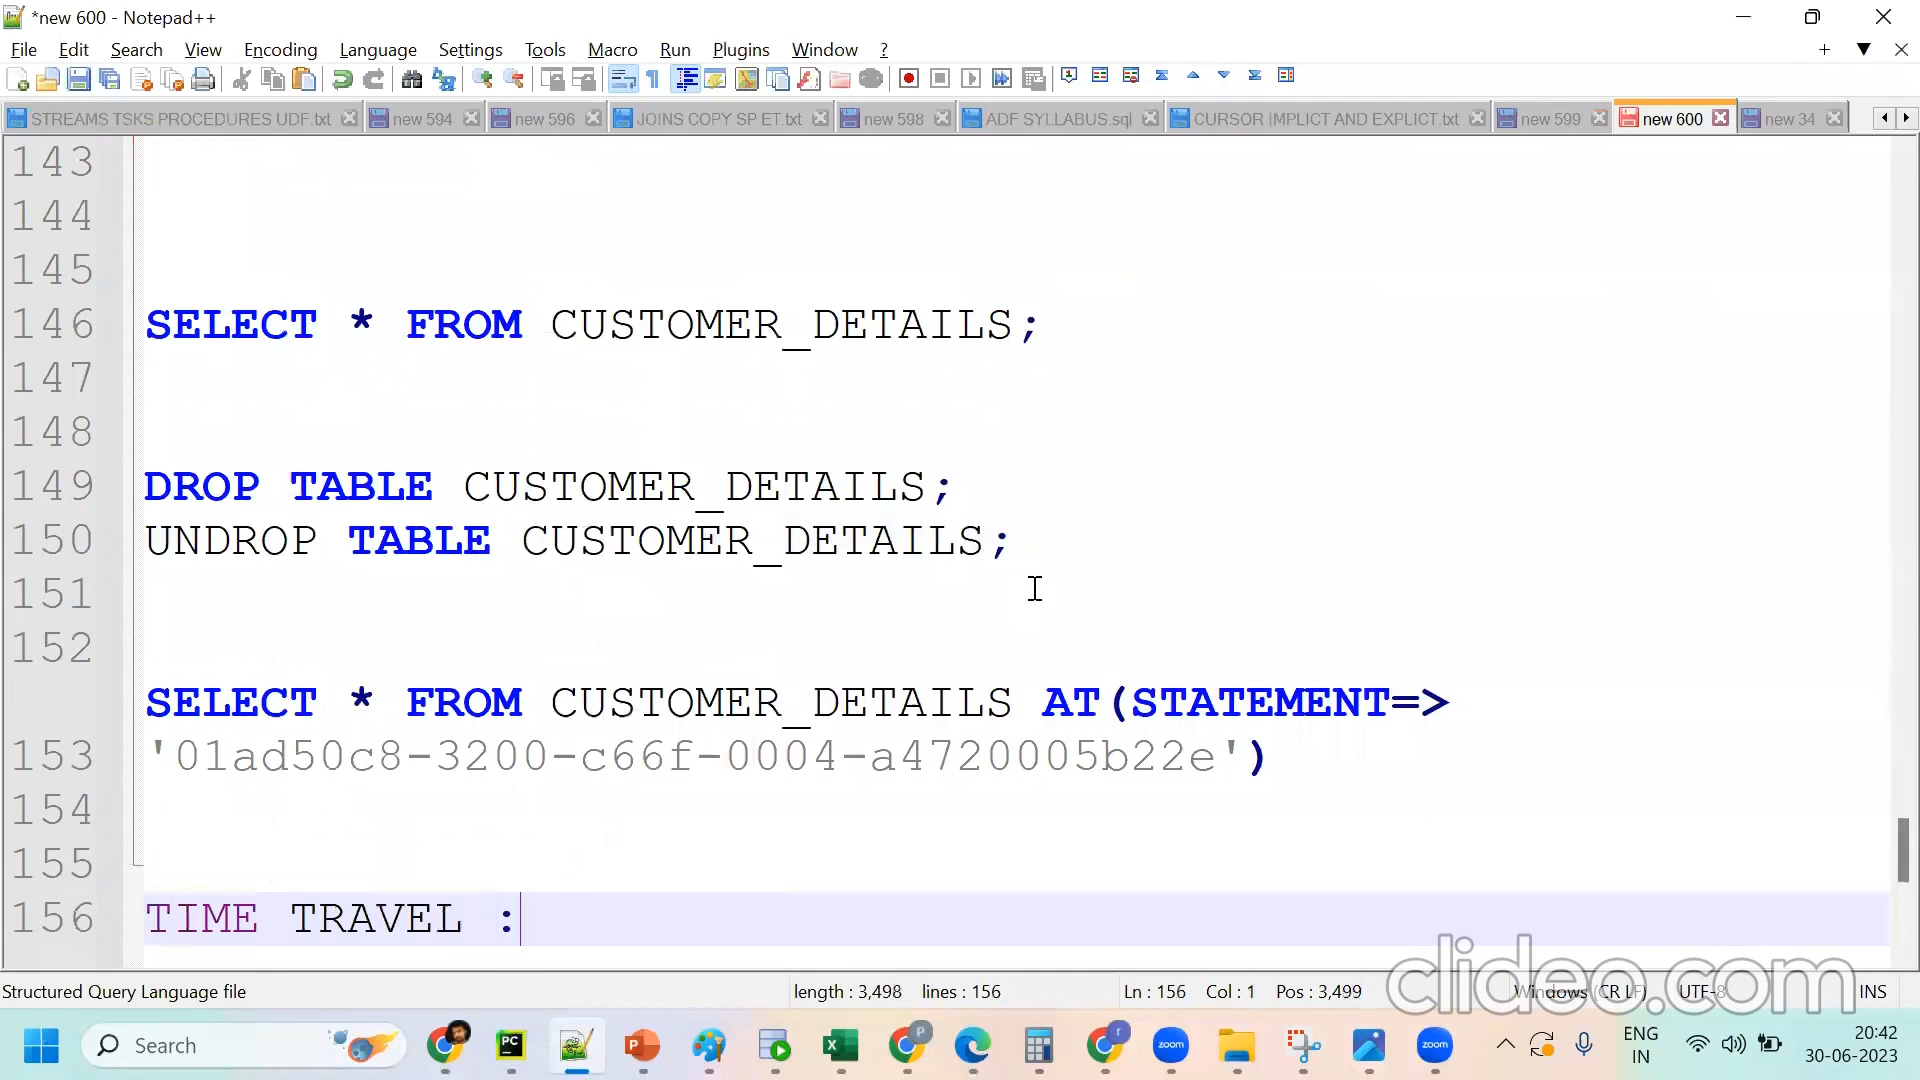 *new 600 - Notepad++
File Edit Search View Encoding Language Settings Tools Macro Run Plugins Window ?
STREAMS TSKS PROCEDURES UDF.txt new 594 new 596 JOINS COPY SP ET.txt new 598 ADF SYLLABUS.sql CURSOR IMPLICT AND EXPLICT.txt new 599 new 600 new 34
143
144
145
146 SELECT * FROM CUSTOMER_DETAILS;
147
148
149 DROP TABLE CUSTOMER_DETAILS;
150 UNDROP TABLE CUSTOMER_DETAILS;
151
152
SELECT * FROM CUSTOMER_DETAILS AT(STATEMENT=>
153 '01ad50c8-3200-c66f-0004-a4720005b22e')
154
155
156 TIME TRAVEL :
clideo.com
Structured Query Language file length : 3,498 lines : 156 Ln : 156 Col : 1 Pos : 3,499 Windows (CR LF) UTF-8 INS
Search PC P X P r zoom zoom ENG 20:42
IN 30-06-2023